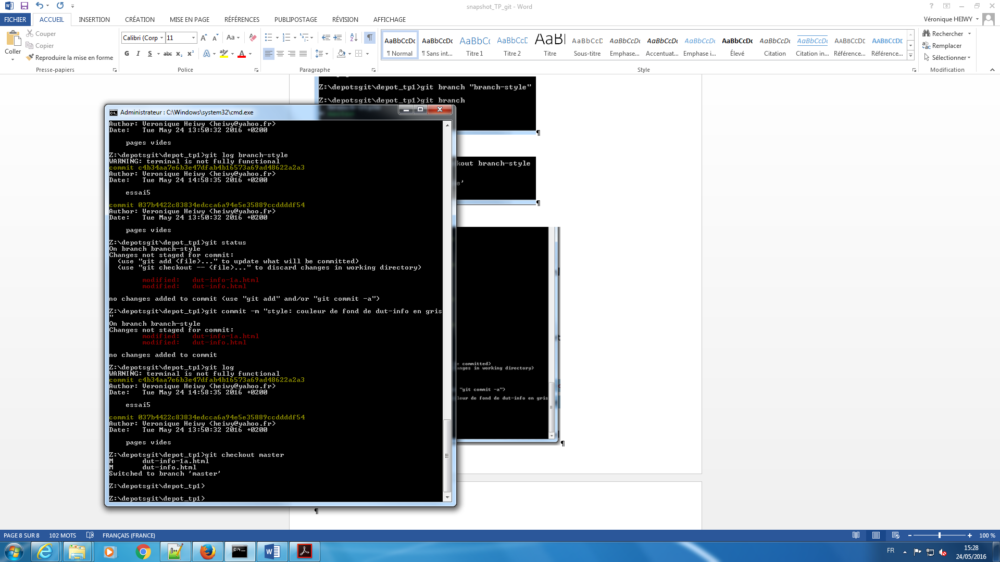 snapshot_TP_git - Word
FICHIER ACCUEIL INSERTION CRÉATION MISE EN PAGE RÉFÉRENCES PUBLIPOSTAGE RÉVISION AFFICHAGE Véronique HEIWY
Coller
Couper
Copier
Reproduire la mise en forme
Presse-papiers
Calibri (Corp 11
G I S abc x₂ x²
Police
Paragraphe
AaBbCcDc AaBbCcDc AaBbCc AaBbCcD AaBl AaBbCcD AaBbCcDc AaBbCcDc AaBbCcDc AaBbCcDc AaBbCcDc AaBbCcDc AABBCCDE AABBCCDE
¶ Normal ¶ Sans int... Titre 1 Titre 2 Titre Sous-titre Emphase... Accentuat... Emphase i... Élevé Citation Citation in... Référence... Référence...
Style
Rechercher
Remplacer
Sélectionner
Modification
Z:\depotsgit\depot_tp1>git branch "branch-style"
Z:\depotsgit\depot_tp1>git branch
¶
kout branch-style
e'
¶
e committed)
anges in working directory)
"git commit -a")
leur de fond de dut-info en gris
¶
¶
Administrateur : C:\Windows\system32\cmd.exe
Author: Veronique Heiwy <heiwy@yahoo.fr>
Date:   Tue May 24 13:50:32 2016 +0200
pages vides
Z:\depotsgit\depot_tp1>git log branch-style
WARNING: terminal is not fully functional
commit c4b34aa7e6b3e47dfab4b16573a69ad48622a2a3
Author: Veronique Heiwy <heiwy@yahoo.fr>
Date:   Tue May 24 14:58:35 2016 +0200
essai5
commit 037b4422c83834edcca6a94e5e35889ccddddf54
Author: Veronique Heiwy <heiwy@yahoo.fr>
Date:   Tue May 24 13:50:32 2016 +0200
pages vides
Z:\depotsgit\depot_tp1>git status
On branch branch-style
Changes not staged for commit:
(use "git add <file>..." to update what will be committed)
(use "git checkout -- <file>..." to discard changes in working directory)
modified:   dut-info-1a.html
modified:   dut-info.html
no changes added to commit (use "git add" and/or "git commit -a")
Z:\depotsgit\depot_tp1>git commit -m "style: couleur de fond de dut-info en gris
"
On branch branch-style
Changes not staged for commit:
modified:   dut-info-1a.html
modified:   dut-info.html
no changes added to commit
Z:\depotsgit\depot_tp1>git log
WARNING: terminal is not fully functional
commit c4b34aa7e6b3e47dfab4b16573a69ad48622a2a3
Author: Veronique Heiwy <heiwy@yahoo.fr>
Date:   Tue May 24 14:58:35 2016 +0200
essai5
commit 037b4422c83834edcca6a94e5e35889ccddddf54
Author: Veronique Heiwy <heiwy@yahoo.fr>
Date:   Tue May 24 13:50:32 2016 +0200
pages vides
Z:\depotsgit\depot_tp1>git checkout master
M       dut-info-1a.html
M       dut-info.html
Switched to branch 'master'
Z:\depotsgit\depot_tp1>
Z:\depotsgit\depot_tp1>
PAGE 8 SUR 8 102 MOTS FRANÇAIS (FRANCE) 100 %
FR 15:28
24/05/2016